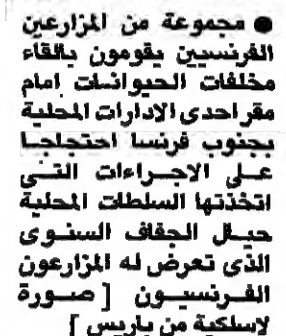 ● مجموعة من المزارعين
الفرنسيين يقومون بالقاء
مخلفات الحيوانات امام
مقر احدى الادارات المحلية
بجنوب فرنسا احتجاجا
على الاجراءات التى
اتخذتها السلطات المحلية
حيال الجفاف السنوى
الذى تعرض له المزارعون
الفرنسيون [ صورة
لاسلكية من باريس ]